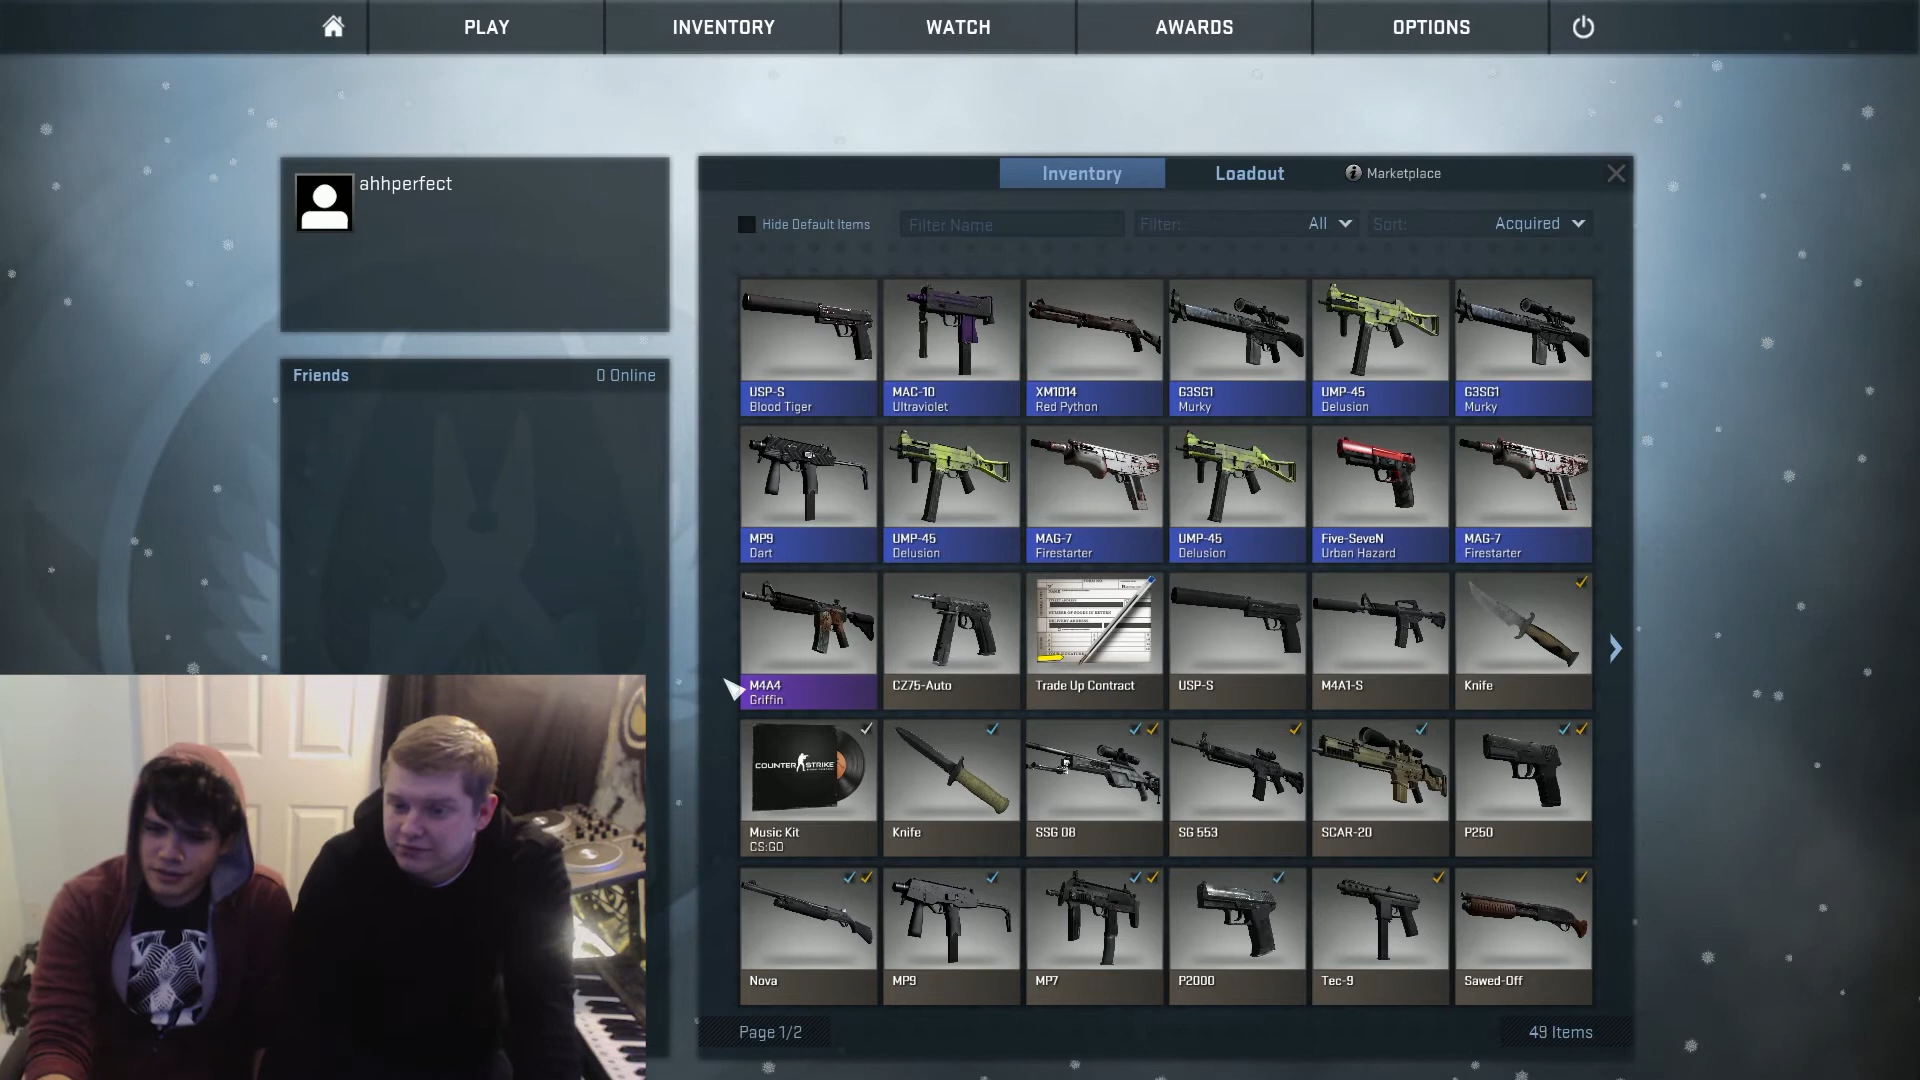 PLAY
INVENTORY
WATCH
AWARDS
OPTIONS
ahhperfect
Inventory
Loadout
Marketplace
Hide Default Items
Filter Name
Filter:
All
Sort:
Acquired
Friends
0 Online
USP-S
Blood Tiger
MAC-10
Ultraviolet
XM1014
Red Python
G3SG1
Murky
UMP-45
Delusion
G3SG1
Murky
MP9
Dart
UMP-45
Delusion
MAG-7
Firestarter
UMP-45
Delusion
Five-SeveN
Urban Hazard
MAG-7
Firestarter
M4A4
Griffin
CZ75-Auto
Trade Up Contract
USP-S
M4A1-S
Knife
COUNTER STRIKE
Music Kit
CS:GO
Knife
SSG 08
SG 553
SCAR-20
P250
Nova
MP9
MP7
P2000
Tec-9
Sawed-Off
Page 1/2
49 Items